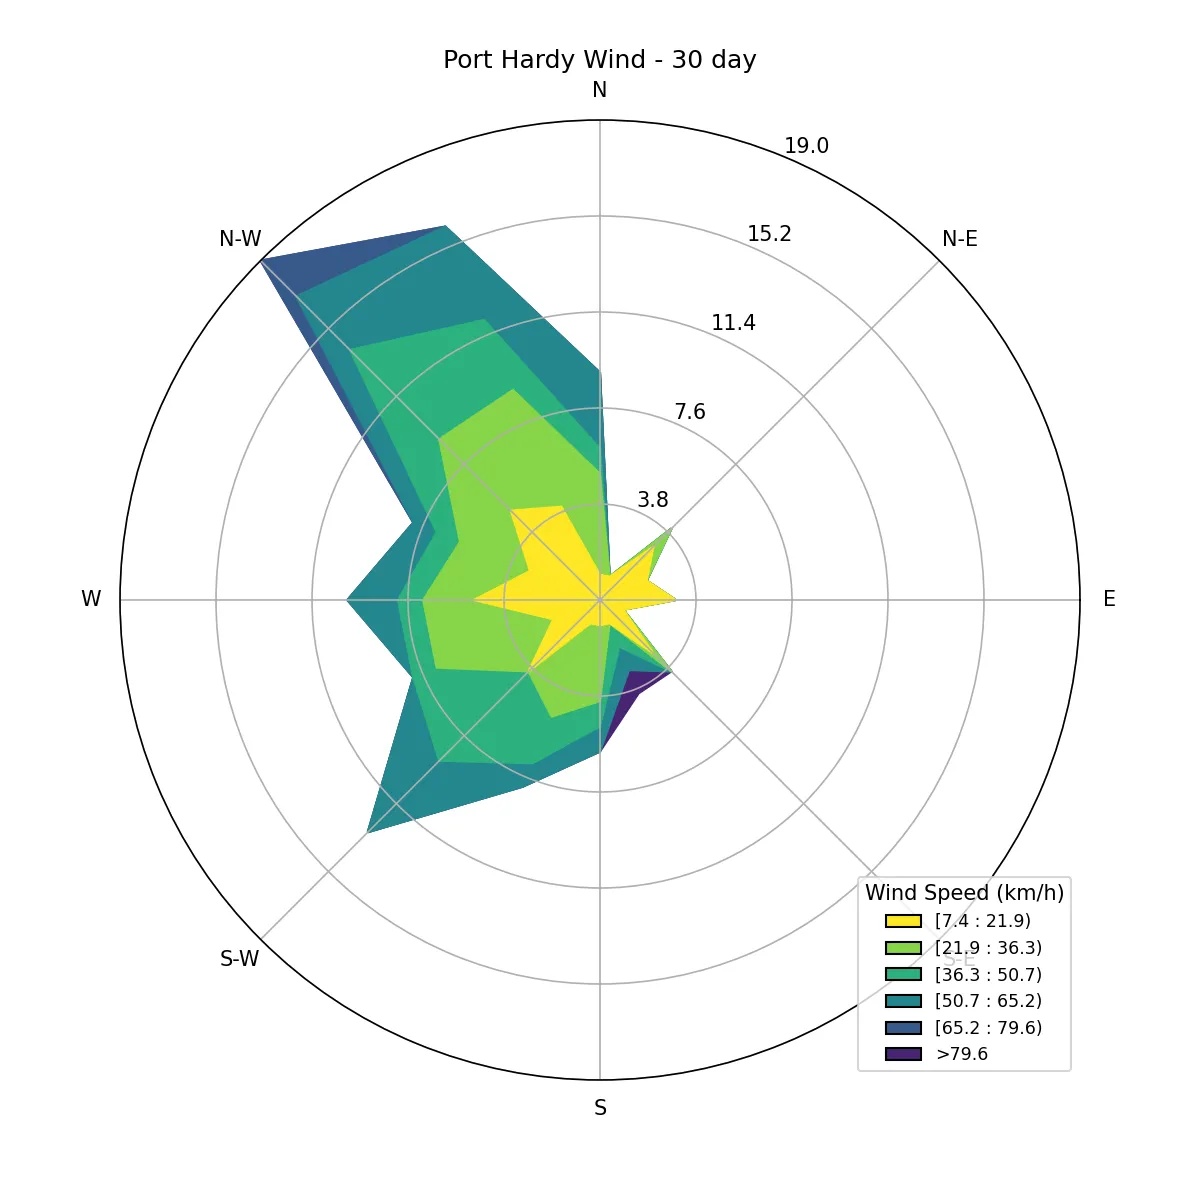 Port Hardy Wind - 30 day
N
19.0
N-W
N-E
15.2
11.4
7.6
3.8
W
E
S-W
S-E
S
Wind Speed (km/h)
[7.4 : 21.9)
[21.9 : 36.3)
[36.3 : 50.7)
[50.7 : 65.2)
[65.2 : 79.6)
>79.6